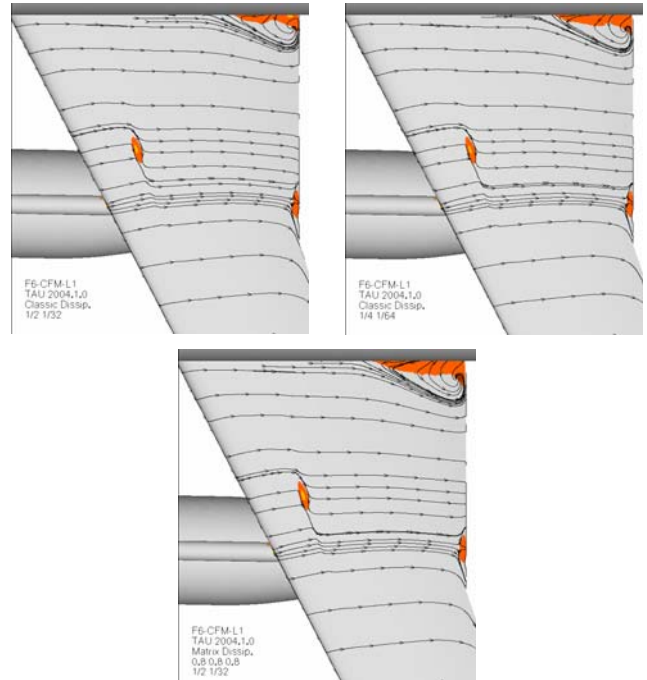 F6-CFM-L1
TAU 2004.1.0
Classic Dissip.
1/2 1/32
F6-CFM-L1
TAU 2004.1.0
Classic Dissip.
1/4 1/64
F6-CFM-L1
TAU 2004.1.0
Matrix Dissip.
0.8 0.8 0.8
1/2 1/32